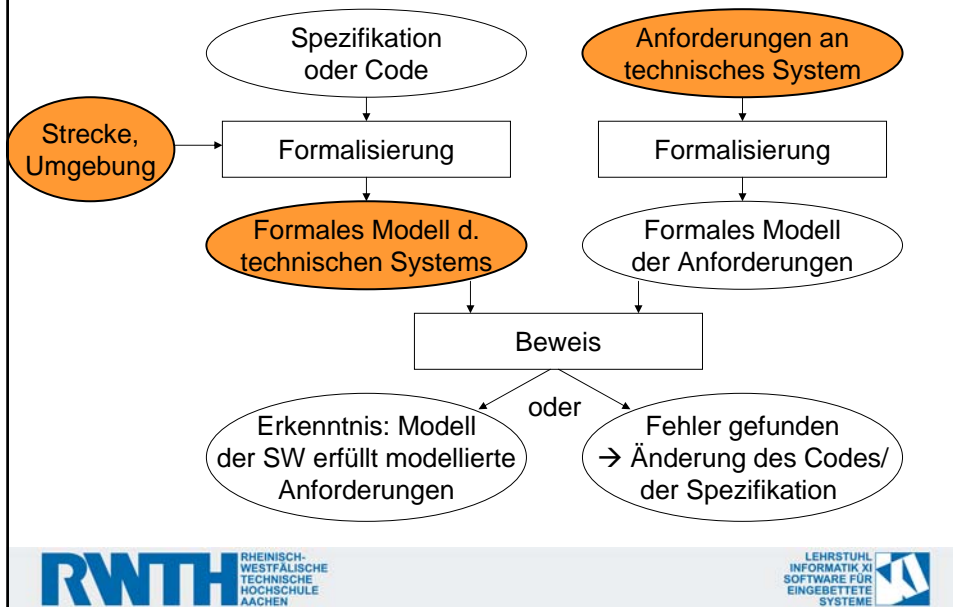 Spezifikation
oder Code
Anforderungen an
technisches System
Strecke,
Umgebung
Formalisierung
Formalisierung
Formales Modell d.
technischen Systems
Formales Modell
der Anforderungen
Beweis
oder
Erkenntnis: Modell
der SW erfüllt modellierte
Anforderungen
Fehler gefunden
→ Änderung des Codes/
der Spezifikation
RWTH
RHEINISCH-
WESTFÄLISCHE
TECHNISCHE
HOCHSCHULE
AACHEN
LEHRSTUHL
INFORMATIK XI
SOFTWARE FÜR
EINGEBETTETE
SYSTEME